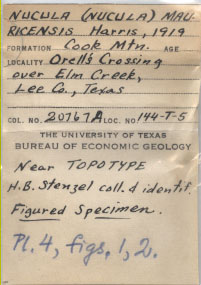 NUCULA (NUCULA) MAU-
RICENSIS Harris, 1919
FORMATION Cook Mtn. AGE
LOCALITY Orell's Crossing
over Elm Creek,
Lee Co., Texas
COL. NO. 20767A LOC. NO. 144-T-5
THE UNIVERSITY OF TEXAS
BUREAU OF ECONOMIC GEOLOGY
Near TOPOTYPE
H.B. Stenzel coll. & identif.
Figured Specimen.
Pl. 4, figs. 1, 2.